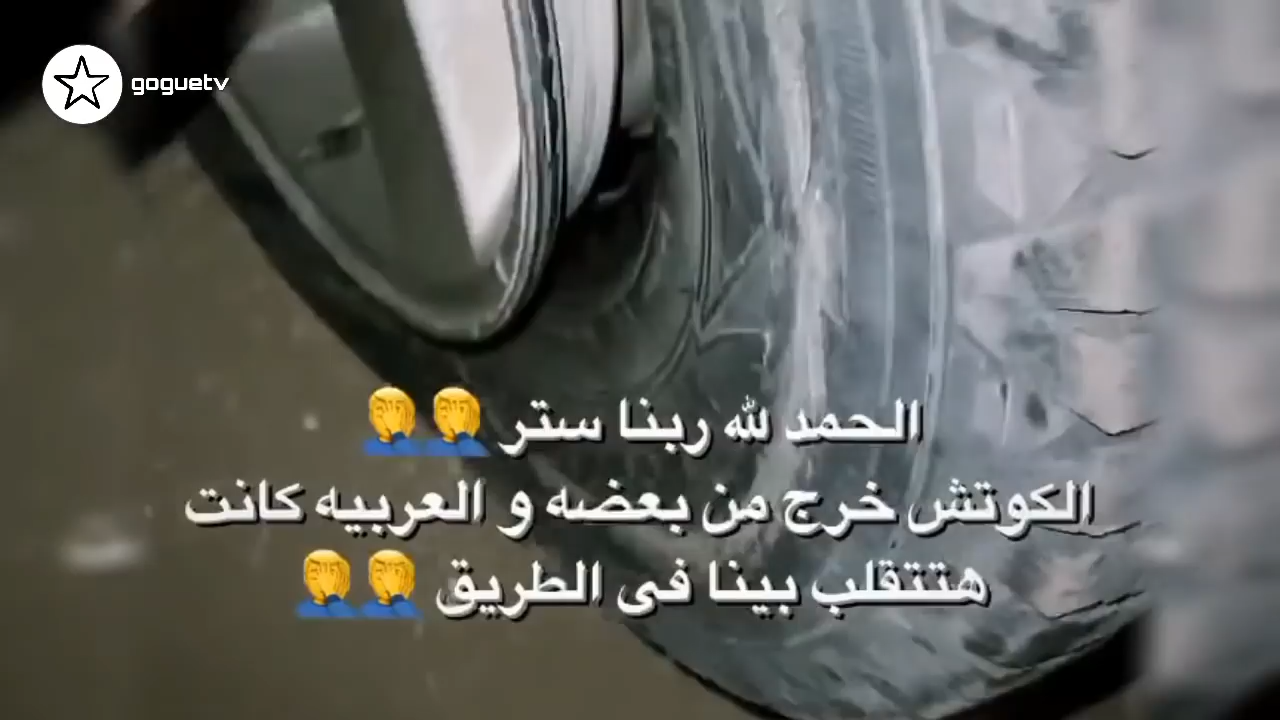 goguetv
الحمد لله ربنا ستر 🤦🤦
الكوتش خرج من بعضه و العربيه كانت
هتتقلب بينا فى الطريق 🤦🤦